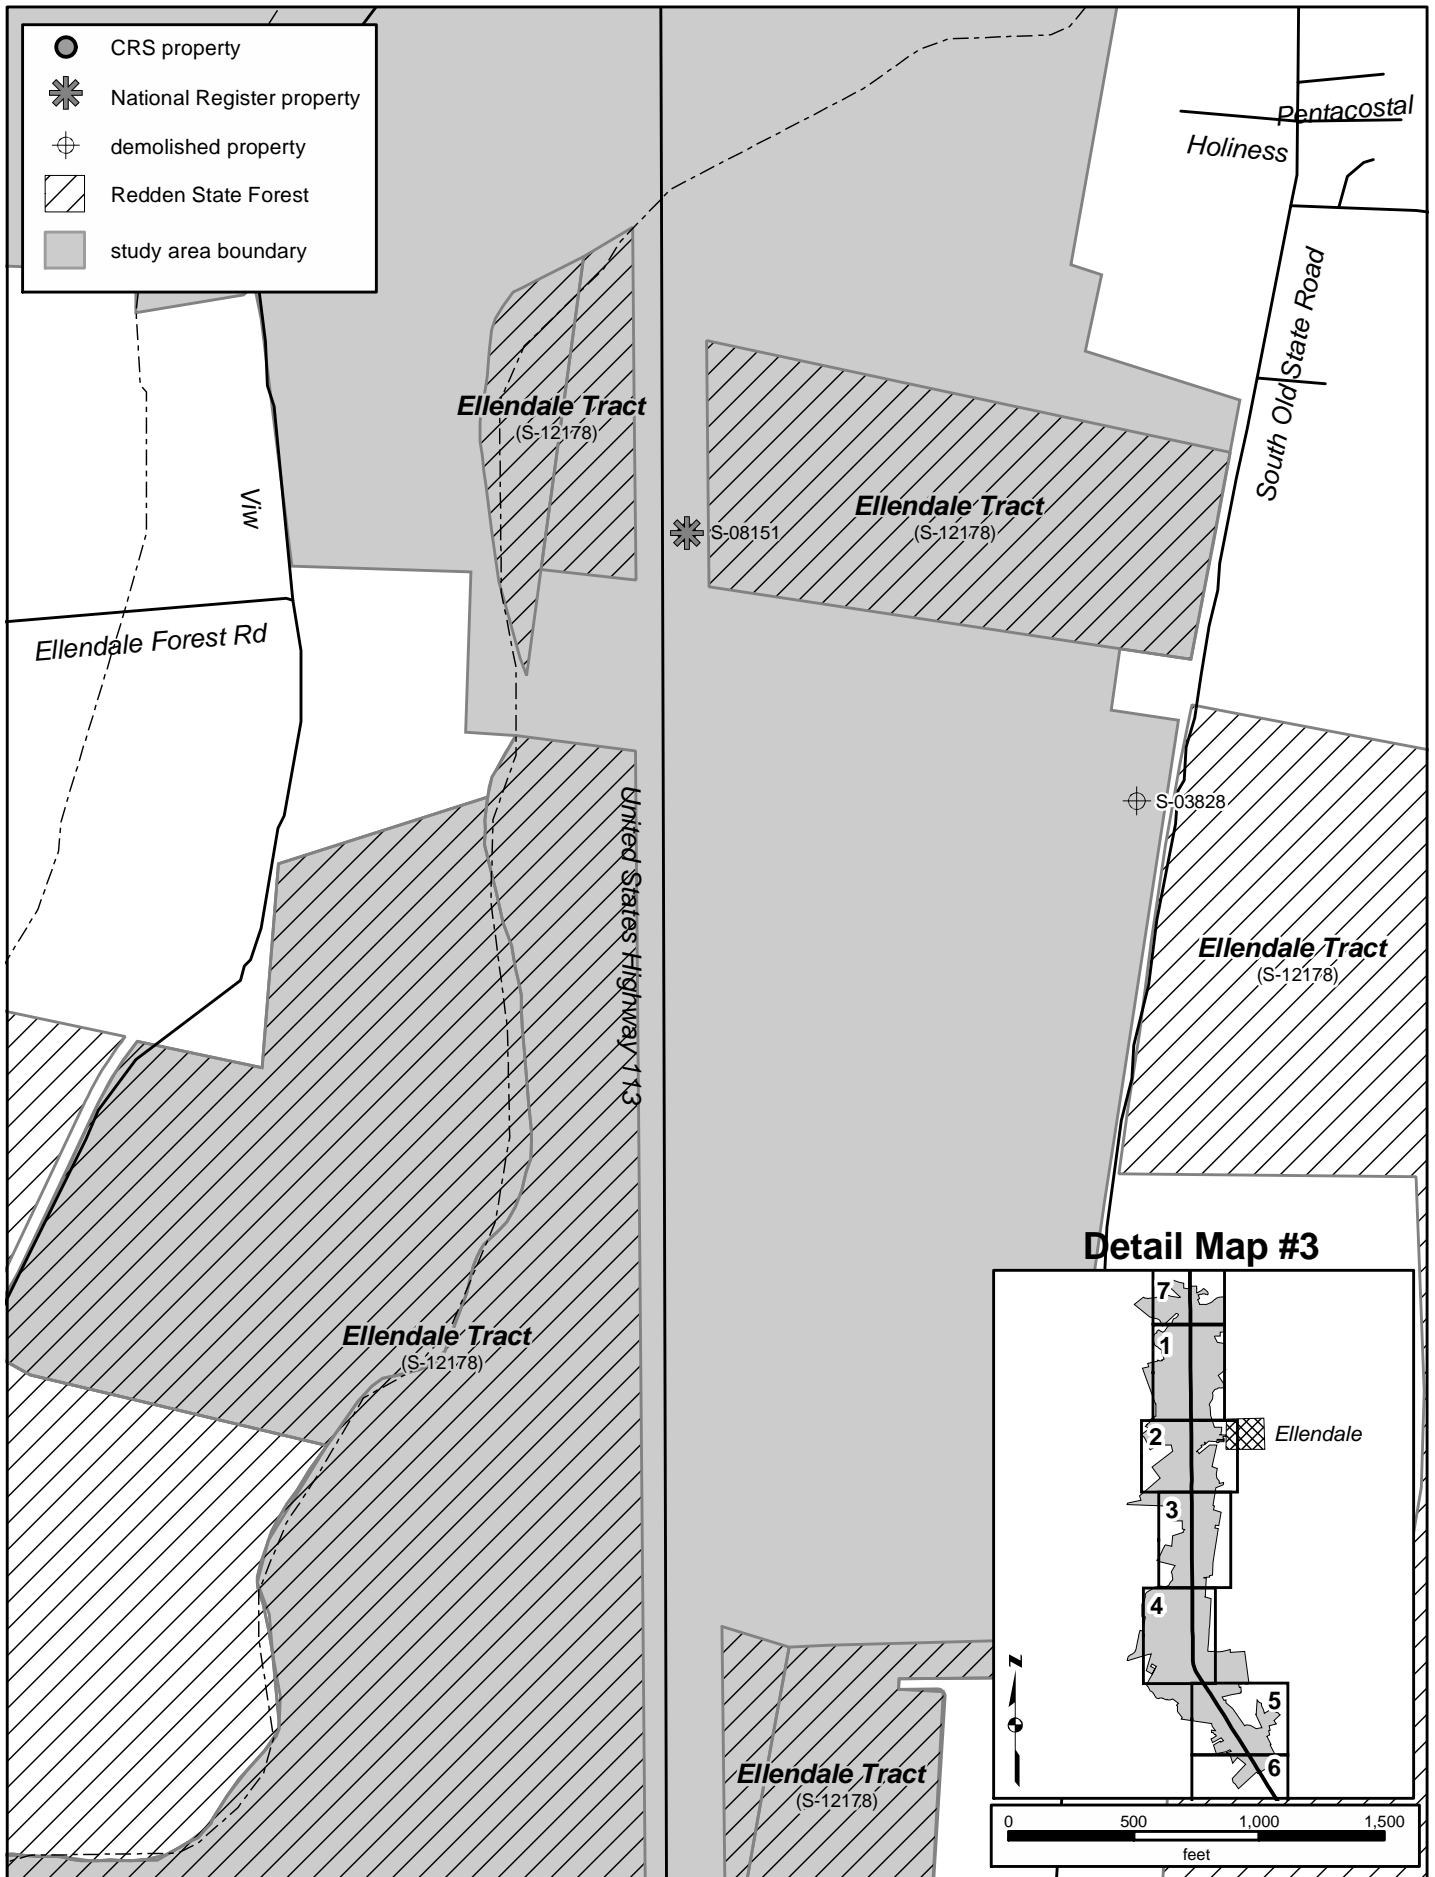 CRS property
National Register property
demolished property
Redden State Forest
study area boundary
Pentacostal
Holiness
South Old State Road
Ellendale Tract
(S-12178)
Viw
S-08151
Ellendale Tract
(S-12178)
Ellendale Forest Rd
United States Highway 113
S-03828
Ellendale Tract
(S-12178)
Detail Map #3
7
1
2
Ellendale
3
4
5
6
Z
Ellendale Tract
(S-12178)
Ellendale Tract
(S-12178)
0 500 1,000 1,500
feet